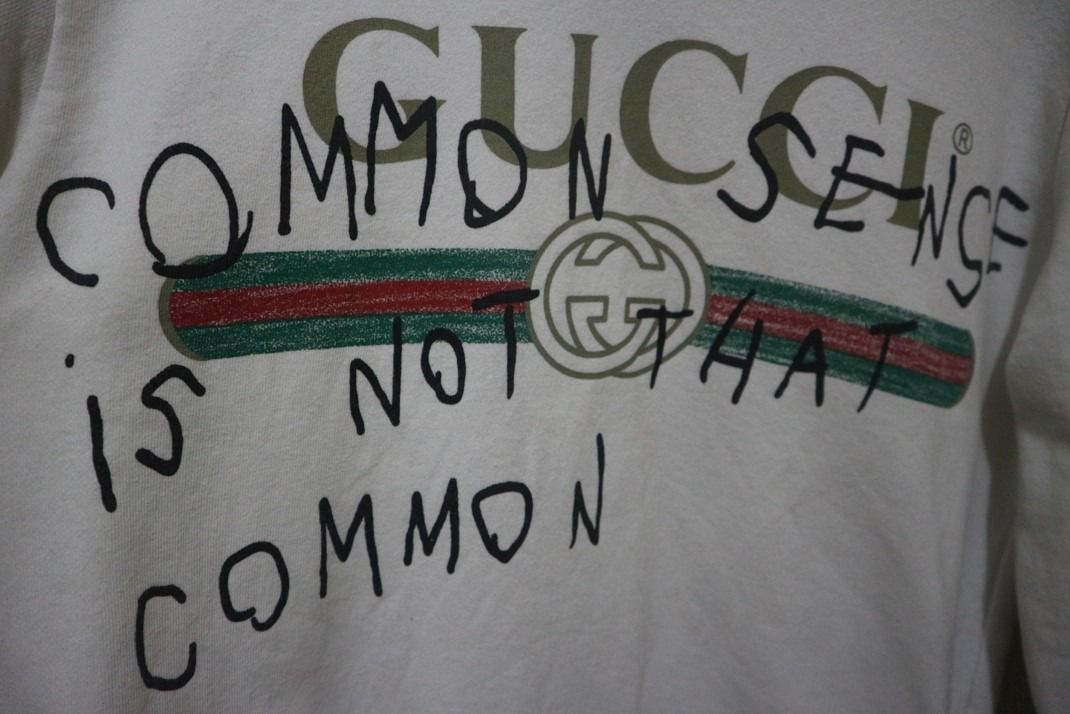 GUCCI®
COMMON SENSE
iS NOT THAT
COMMON